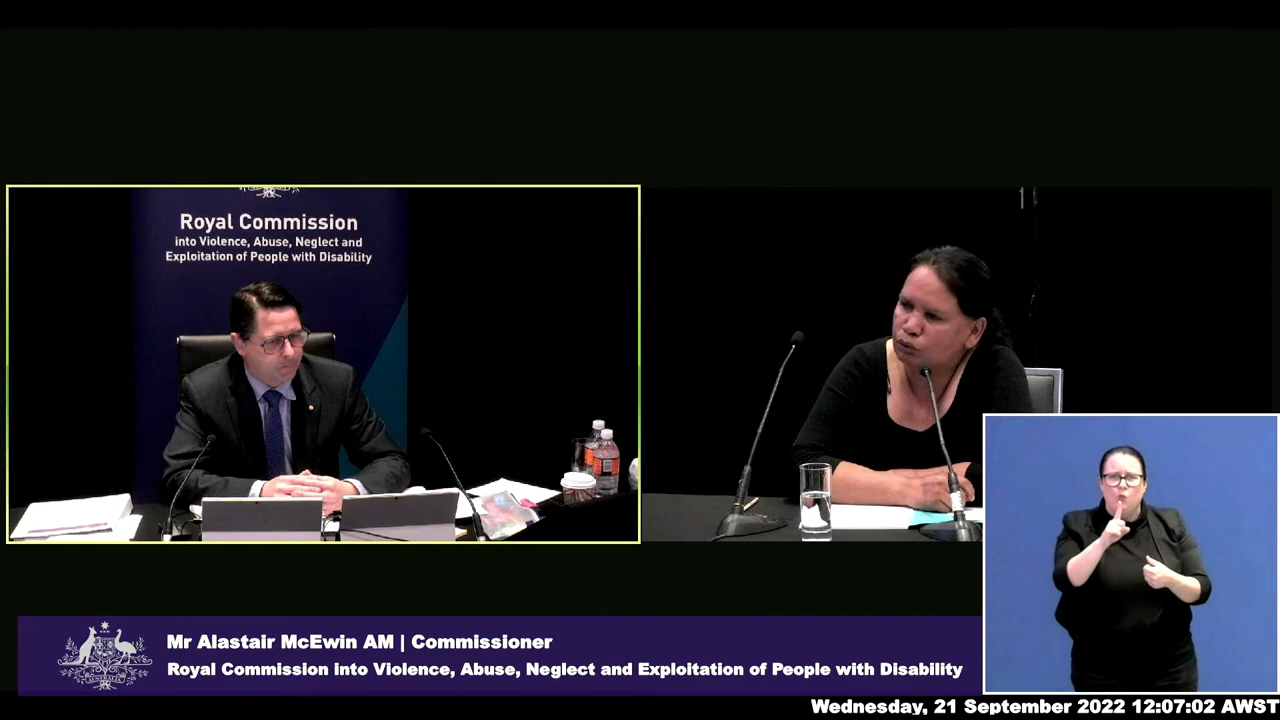 Royal Commission
into Violence, Abuse, Neglect and
Exploitation of People with Disability
Mr Alastair McEwin AM | Commissioner
Royal Commission into Violence, Abuse, Neglect and Exploitation of People with Disability
AUSTRALIA
Wednesday, 21 September 2022 12:07:02 AWST